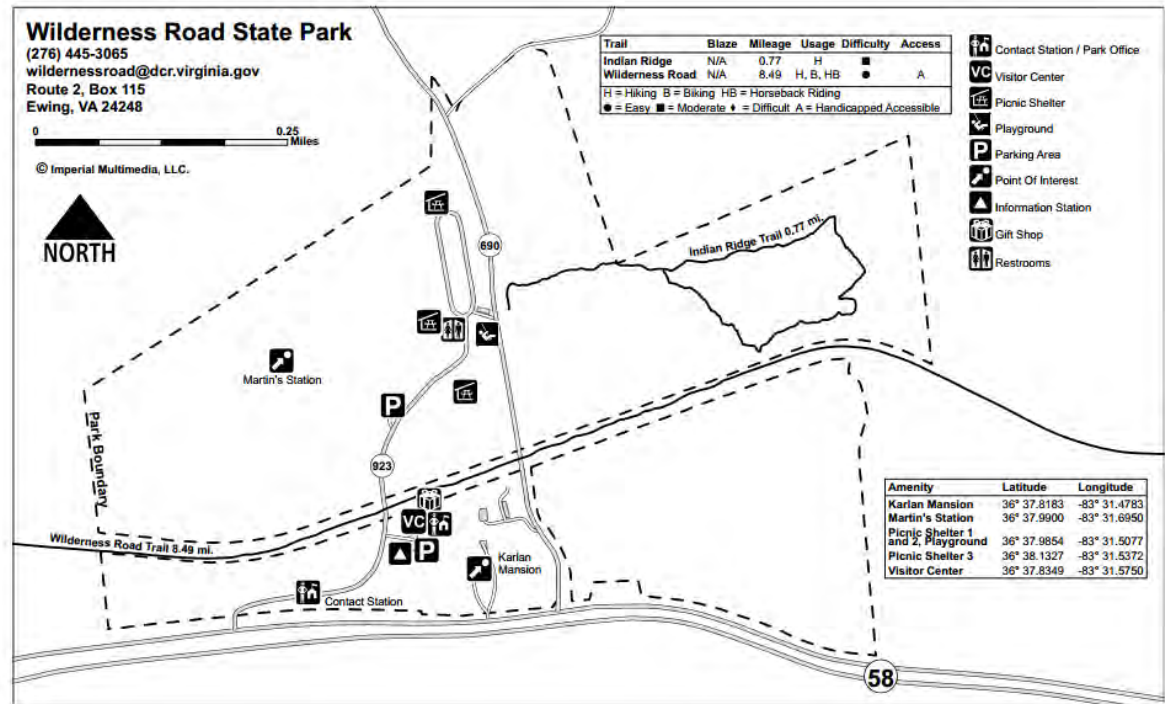 Wilderness Road State Park
(276) 445-3065
wildernessroad@dcr.virginia.gov
Route 2, Box 115
Ewing, VA 24248
0 0.25
Miles
© Imperial Multimedia, LLC.
NORTH
Trail Blaze Mileage Usage Difficulty Access
Indian Ridge N/A 0.77 H ■
Wilderness Road N/A 8.49 H, B, HB ● A
H = Hiking B = Biking HB = Horseback Riding
● = Easy ■ = Moderate ♦ = Difficult A = Handicapped Accessible
Contact Station / Park Office
VC Visitor Center
Picnic Shelter
Playground
P Parking Area
Point Of Interest
Information Station
Gift Shop
Restrooms
690
Indian Ridge Trail 0.77 mi.
Martin's Station
P
Park Boundary
923
VC
P
Wilderness Road Trail 8.49 mi.
Karlan
Mansion
Contact Station
58
Amenity Latitude Longitude
Karlan Mansion 36° 37.8183 -83° 31.4783
Martin's Station 36° 37.9900 -83° 31.6950
Picnic Shelter 1
and 2, Playground 36° 37.9854 -83° 31.5077
Picnic Shelter 3 36° 38.1327 -83° 31.5372
Visitor Center 36° 37.8349 -83° 31.5750